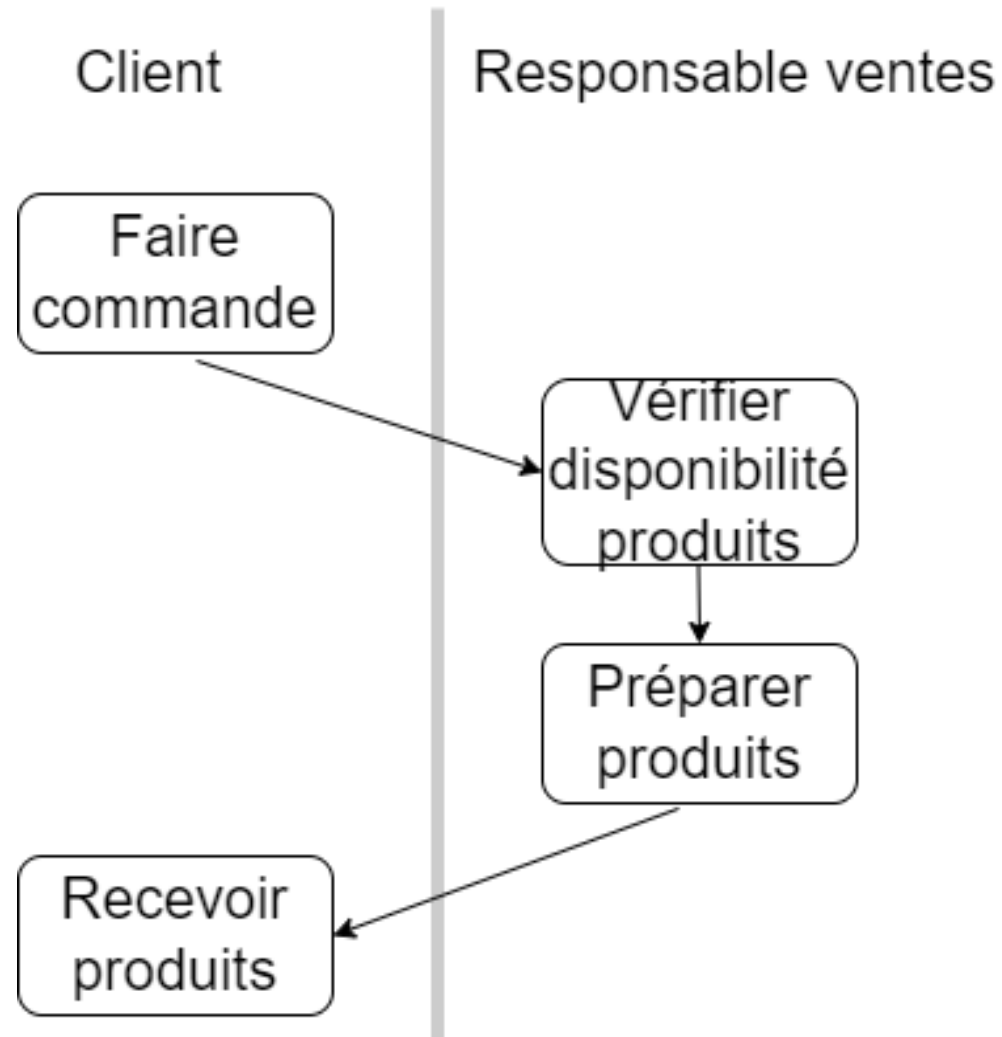 Client
Responsable ventes
Faire
commande
Vérifier
disponibilité
produits
Préparer
produits
Recevoir
produits